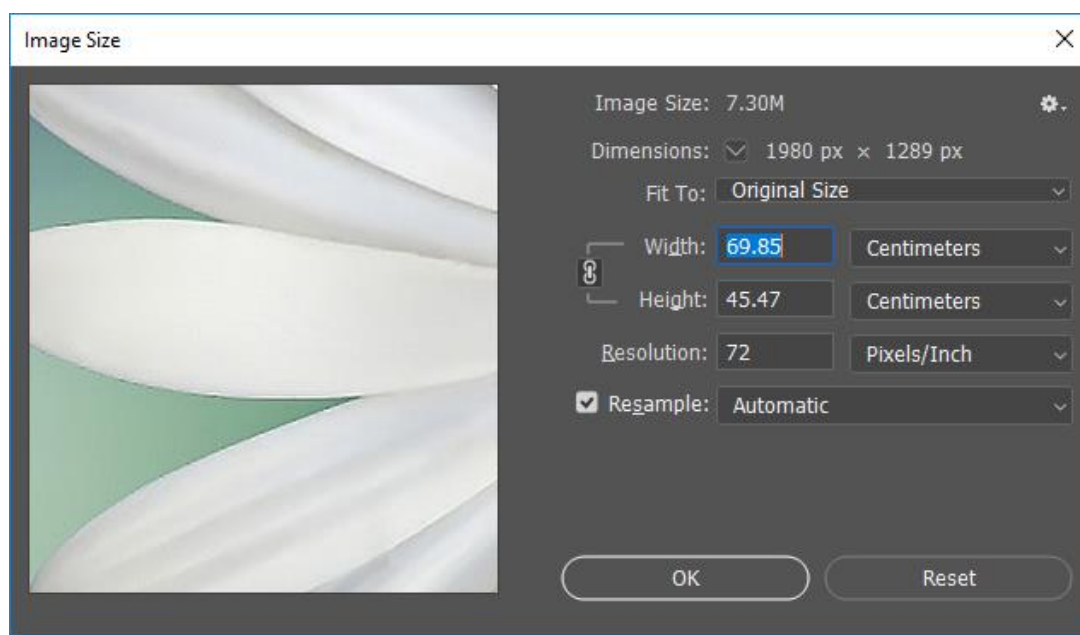 Image Size
Image Size: 7.30M
Dimensions: 1980 px × 1289 px
Fit To: Original Size
Width: 69.85 Centimeters
Height: 45.47 Centimeters
Resolution: 72 Pixels/Inch
Resample: Automatic
OK Reset